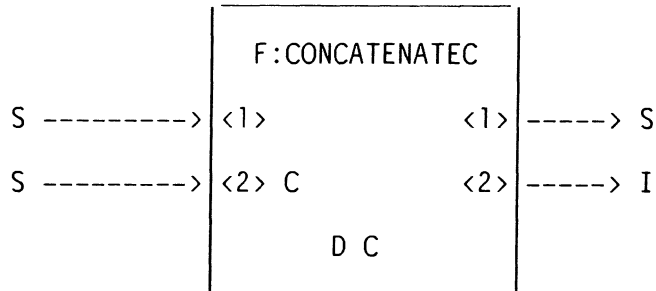 F:CONCATENATEC
S ---------> <1> <1> -----> S
S ---------> <2> C <2> -----> I
D C